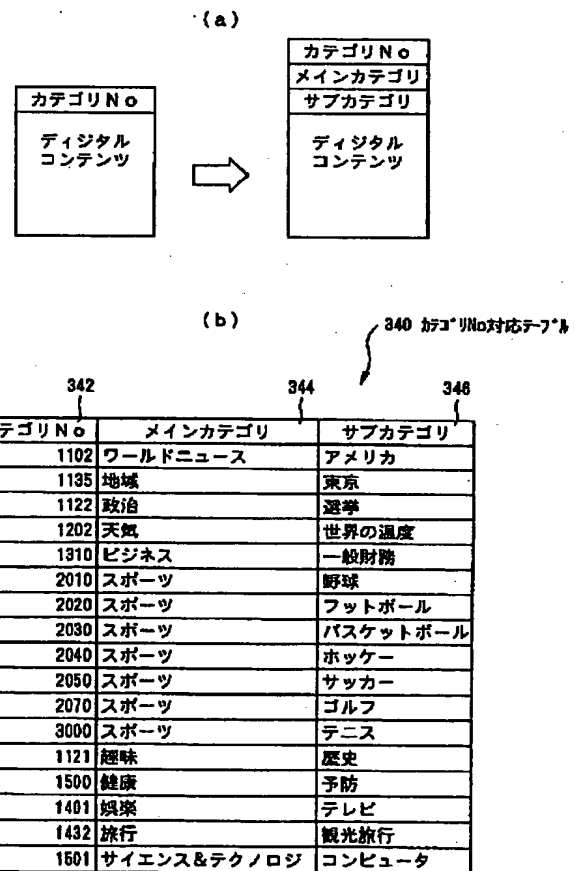 (a)
カテゴリNo
ディジタル
コンテンツ
カテゴリNo
メインカテゴリ
サブカテゴリ
ディジタル
コンテンツ
(b)
340 カテゴリNo対応テーブル
342
344
346
テゴリNo メインカテゴリ サブカテゴリ
1102 ワールドニュース アメリカ
1135 地域 東京
1122 政治 選挙
1202 天気 世界の温度
1310 ビジネス 一般財務
2010 スポーツ 野球
2020 スポーツ フットボール
2030 スポーツ バスケットボール
2040 スポーツ ホッケー
2050 スポーツ サッカー
2070 スポーツ ゴルフ
3000 スポーツ テニス
1121 趣味 歴史
1500 健康 予防
1401 娯楽 テレビ
1432 旅行 観光旅行
1501 サイエンス&テクノロジ コンピュータ